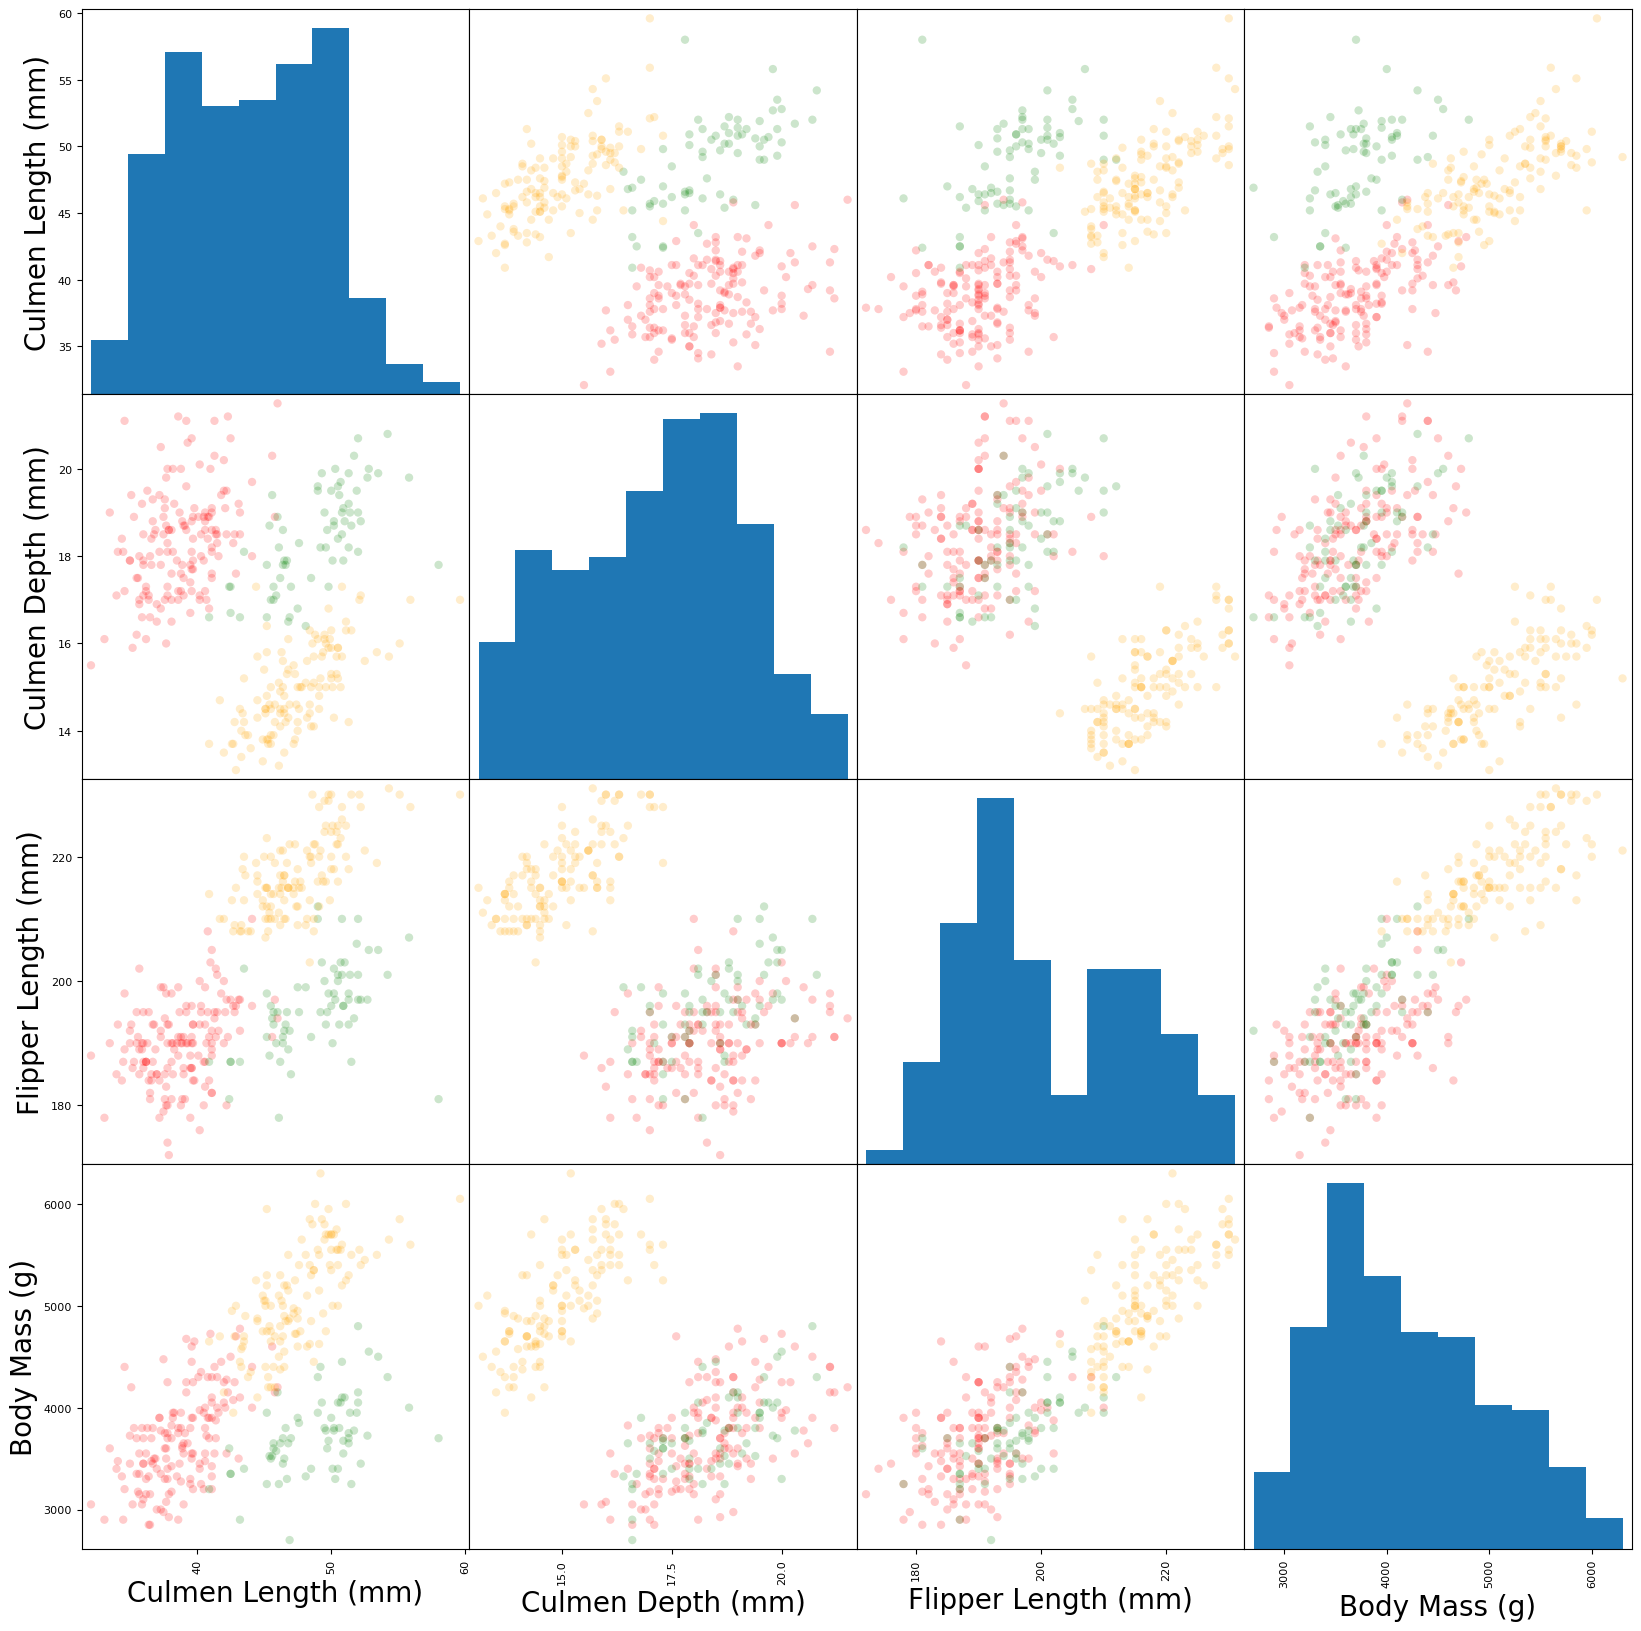 Culmen Length (mm)
60
55
50
45
40
35
Culmen Depth (mm)
20
18
16
14
Flipper Length (mm)
220
200
180
Body Mass (g)
6000
5000
4000
3000
40 50 60
15.0 17.5 20.0
180 200 220
3000 4000 5000 6000
Culmen Length (mm)
Culmen Depth (mm)
Flipper Length (mm)
Body Mass (g)